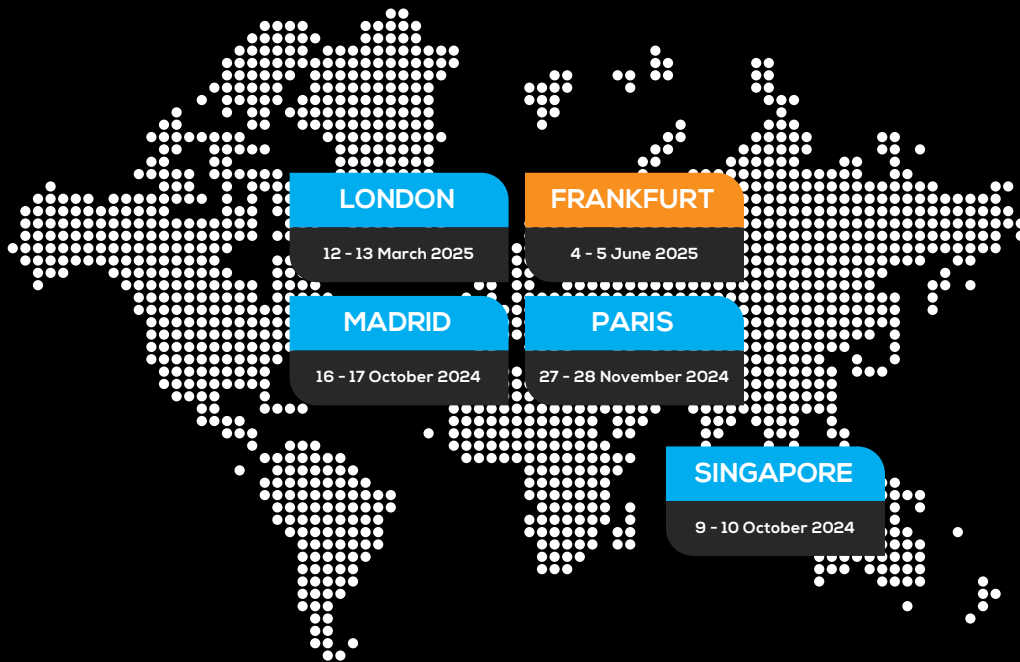 LONDON
12 - 13 March 2025
FRANKFURT
4 - 5 June 2025
MADRID
16 - 17 October 2024
PARIS
27 - 28 November 2024
SINGAPORE
9 - 10 October 2024